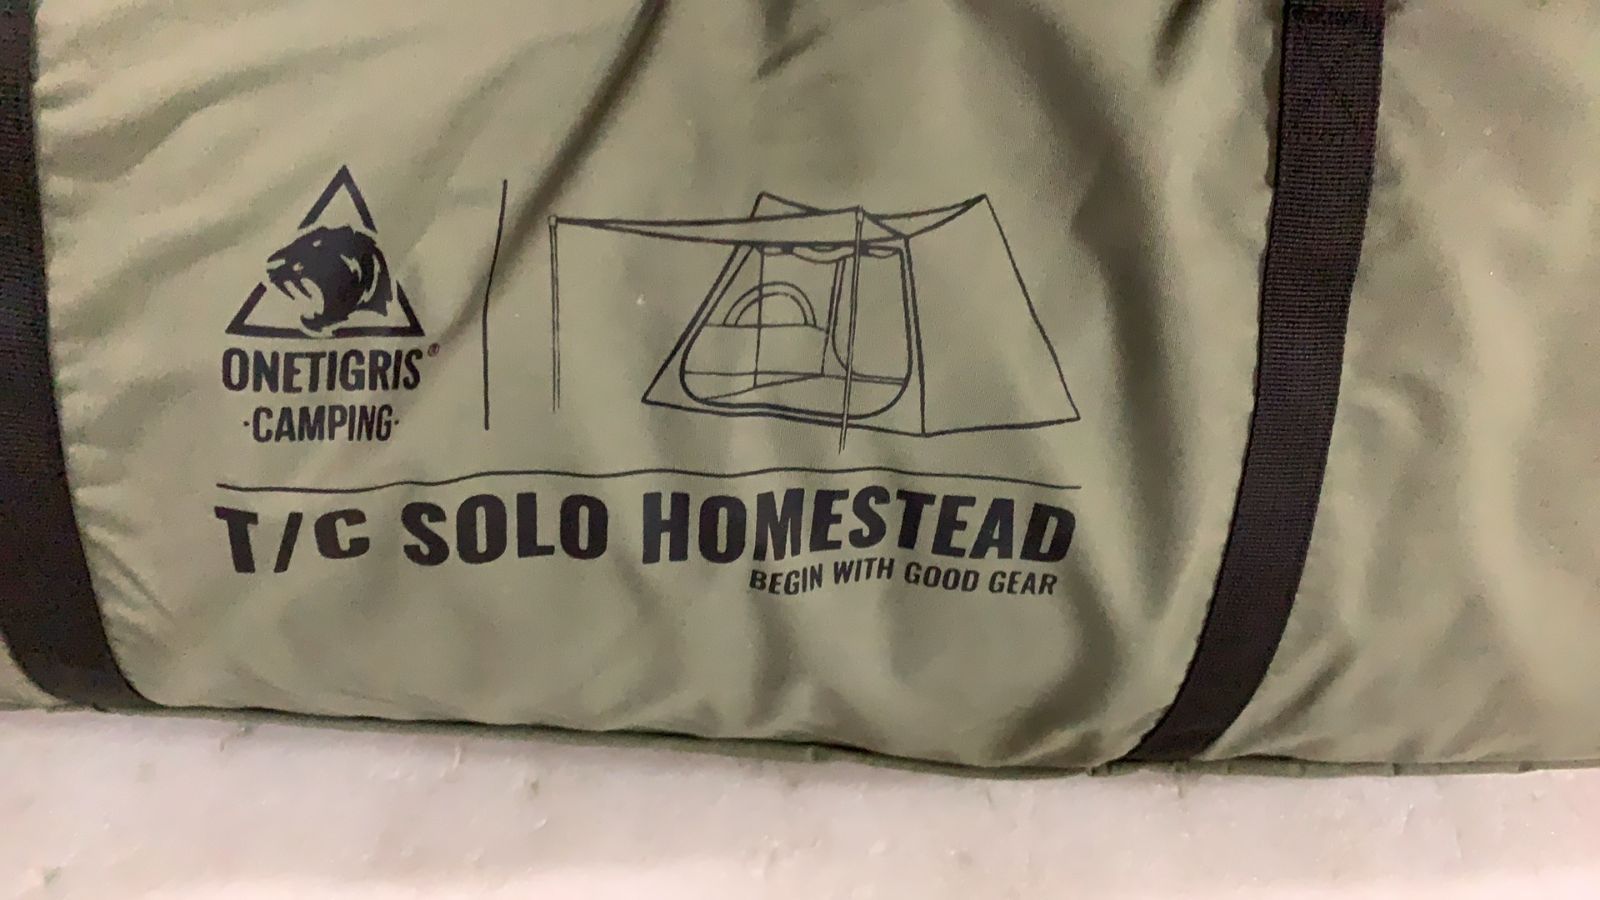 ONETIGRIS®
·CAMPING·
T/C SOLO HOMESTEAD
BEGIN WITH GOOD GEAR